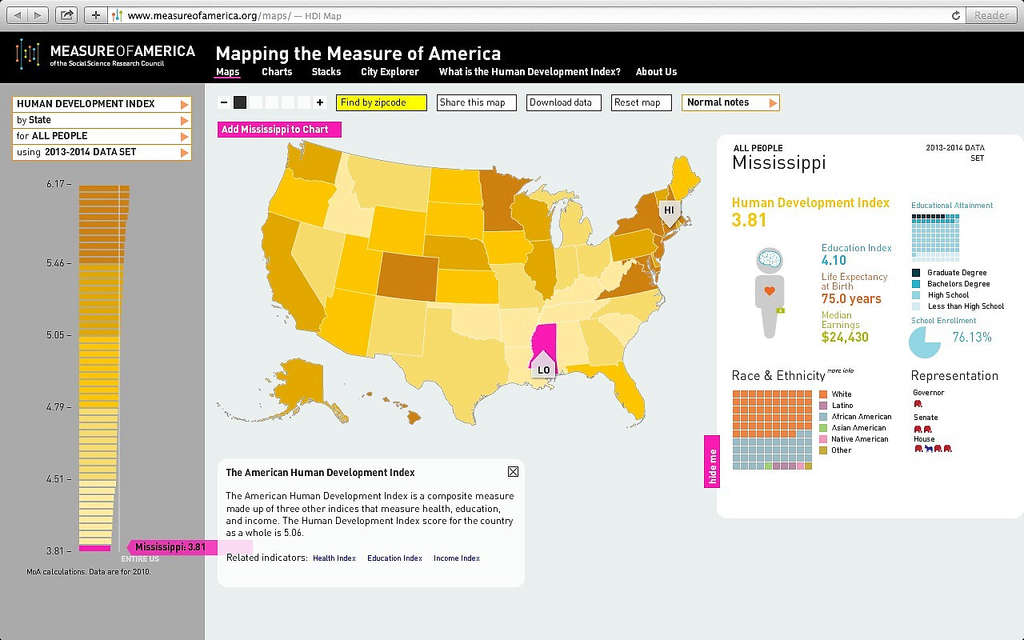 www.measureofamerica.org/maps/ — HDI Map
Reader
MEASUREOFAMERICA
of the Social Science Research Council
Mapping the Measure of America
Maps
Charts
Stacks
City Explorer
What is the Human Development Index?
About Us
HUMAN DEVELOPMENT INDEX
by State
for ALL PEOPLE
using 2013-2014 DATA SET
−
+
Find by zipcode
Share this map
Download data
Reset map
Normal notes
Add Mississippi to Chart
6.17
5.46
5.05
4.79
4.51
3.81
Mississippi: 3.81
ENTIRE US
MoA calculations. Data are for 2010.
HI
LO
The American Human Development Index
The American Human Development Index is a composite measure
made up of three other indices that measure health, education,
and income. The Human Development Index score for the country
as a whole is 5.06.
Related indicators: Health Index Education Index Income Index
hide me
ALL PEOPLE
Mississippi
2013-2014 DATA
SET
Human Development Index
3.81
Education Index
4.10
Life Expectancy
at Birth
75.0 years
Median
Earnings
$24,430
Educational Attainment
Graduate Degree
Bachelors Degree
High School
Less than High School
School Enrollment
76.13%
Race & Ethnicity more info
White
Latino
African American
Asian American
Native American
Other
Representation
Governor
Senate
House